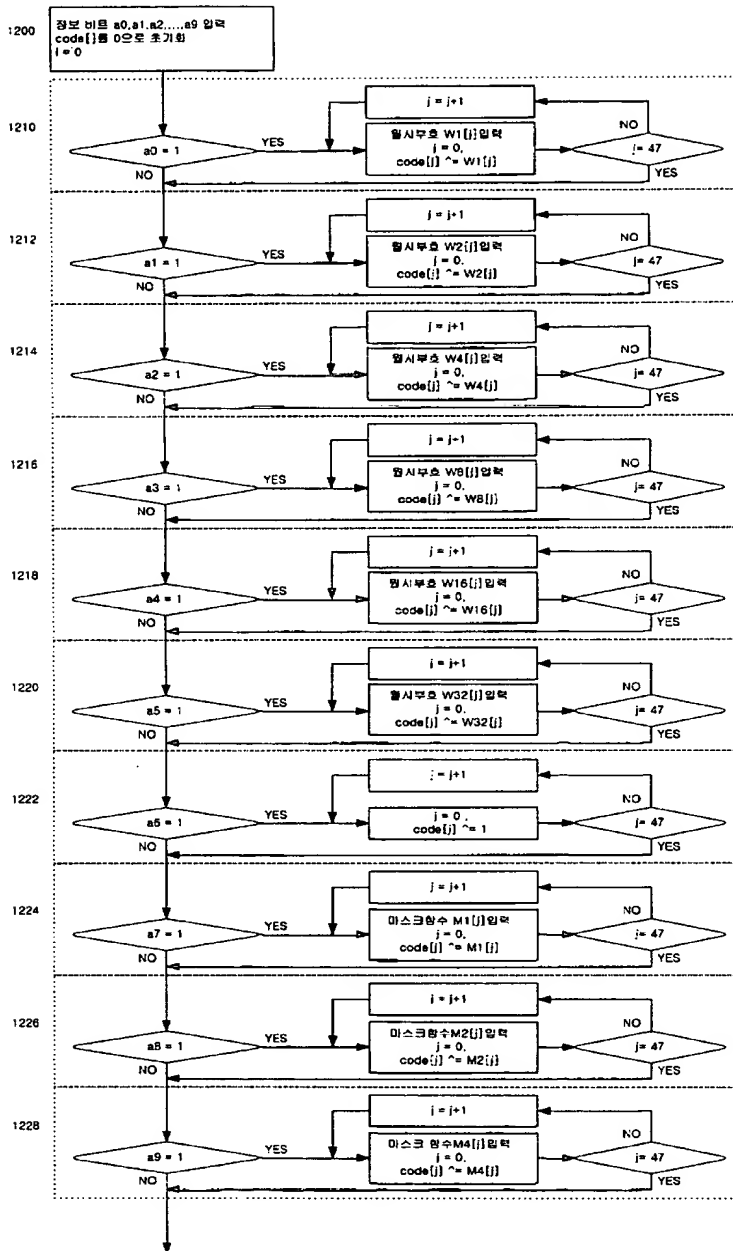 1200
정보 비트 a0,a1,a2,...,a9 입력
code[]를 0으로 초기화
j = 0
1210
j = j+1
NO
YES
a0 = 1
월시부호 W1[j]입력
j = 0,
code[j] ^= W1[j]
j= 47
NO
YES
1212
j = j+1
NO
YES
a1 = 1
월시부호 W2[j]입력
j = 0,
code[j] ^= W2[j]
j= 47
NO
YES
1214
j = j+1
NO
YES
a2 = 1
월시부호 W4[j]입력
j = 0,
code[j] ^= W4[j]
j= 47
NO
YES
1216
j = j+1
NO
YES
a3 = 1
월시부호 W8[j]입력
j = 0,
code[j] ^= W8[j]
j= 47
NO
YES
1218
j = j+1
NO
YES
a4 = 1
월시부호 W16[j]입력
j = 0,
code[j] ^= W16[j]
j= 47
NO
YES
1220
j = j+1
NO
YES
a5 = 1
월시부호 W32[j]입력
j = 0,
code[j] ^= W32[j]
j= 47
NO
YES
1222
j = j+1
NO
YES
a6 = 1
j = 0 ,
code[j] ^= 1
j= 47
NO
YES
1224
j = j+1
NO
YES
a7 = 1
마스크함수 M1[j]입력
j = 0,
code[j] ^= M1[j]
j= 47
NO
YES
1226
j = j+1
NO
YES
a8 = 1
마스크함수M2[j]입력
j = 0,
code[j] ^= M2[j]
j= 47
NO
YES
1228
j = j+1
NO
YES
a9 = 1
마스크 함수M4[j]입력
j = 0,
code[j] ^= M4[j]
j= 47
NO
YES